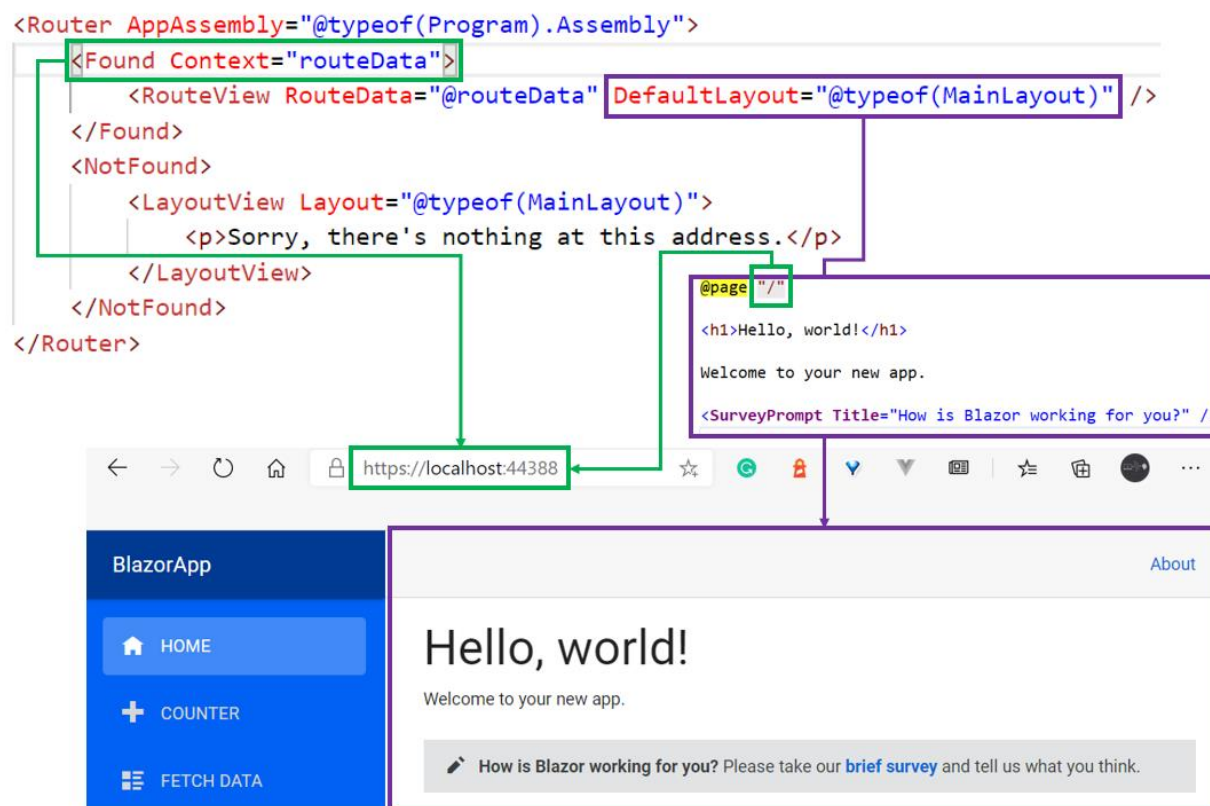 <Router AppAssembly="@typeof(Program).Assembly">
<Found Context="routeData">
<RouteView RouteData="@routeData" DefaultLayout="@typeof(MainLayout)" />
</Found>
<NotFound>
<LayoutView Layout="@typeof(MainLayout)">
<p>Sorry, there's nothing at this address.</p>
</LayoutView>
</NotFound>
</Router>
@page "/"
<h1>Hello, world!</h1>
Welcome to your new app.
<SurveyPrompt Title="How is Blazor working for you?" /
https://localhost:44388
BlazorApp
About
HOME
COUNTER
FETCH DATA
Hello, world!
Welcome to your new app.
How is Blazor working for you? Please take our brief survey and tell us what you think.